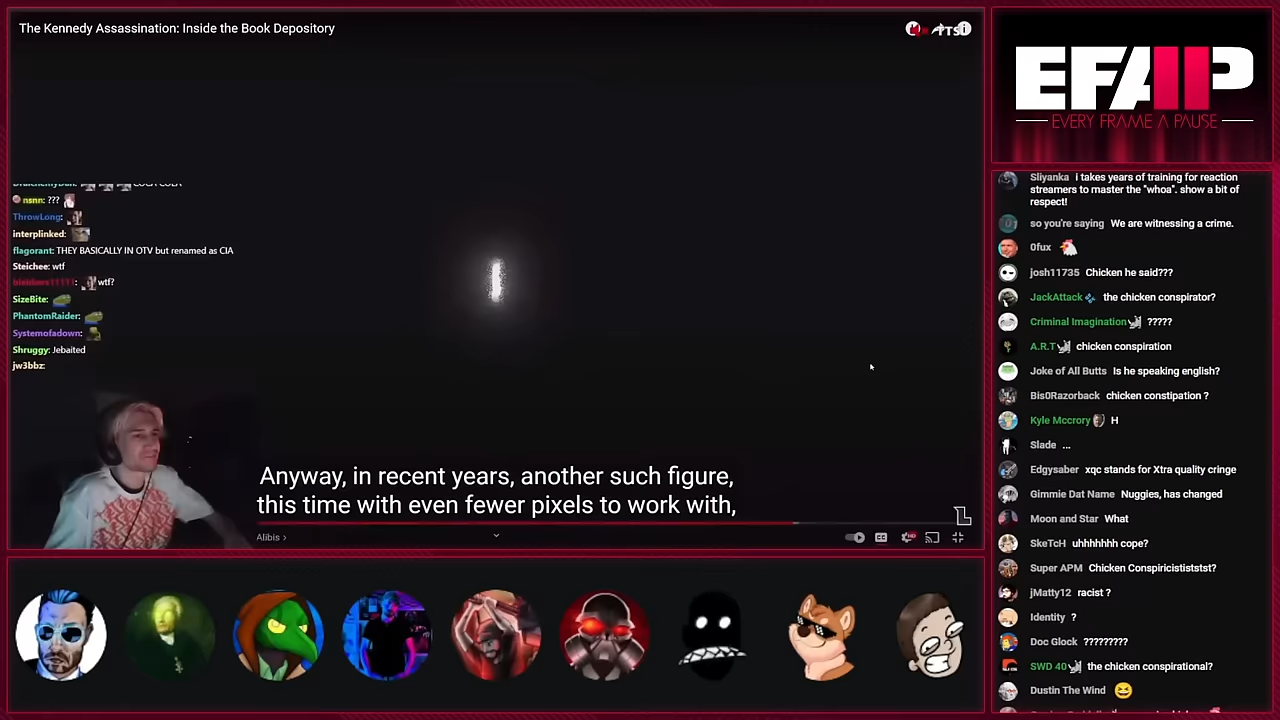 The Kennedy Assassination: Inside the Book Depository
COCA COLA
nsnn: ???
ThrowLong:
interplinked:
flagorant: THEY BASICALLY IN OTV but renamed as CIA
Steichee: wtf
wtf?
SizeBite:
PhantomRaider:
Systemofadown:
Shruggy: Jebaited
jw3bbz:
Anyway, in recent years, another such figure,
this time with even fewer pixels to work with,
Alibis
EFAP
EVERY FRAME A PAUSE
Sliyanka i takes years of training for reaction
streamers to master the "whoa". show a bit of
respect!
so you're saying We are witnessing a crime.
0fux
josh11735 Chicken he said???
JackAttack the chicken conspirator?
Criminal Imagination ?????
A.R.T chicken conspiration
Joke of All Butts Is he speaking english?
Bis0Razorback chicken constipation ?
Kyle Mccrory H
Slade ...
Edgysaber xqc stands for Xtra quality cringe
Gimmie Dat Name Nuggies, has changed
Moon and Star What
SkeTcH uhhhhhh cope?
Super APM Chicken Conspiricististstst?
jMatty12 racist ?
Identity ?
Doc Glock ?????????
SWD 40 the chicken conspirational?
Dustin The Wind